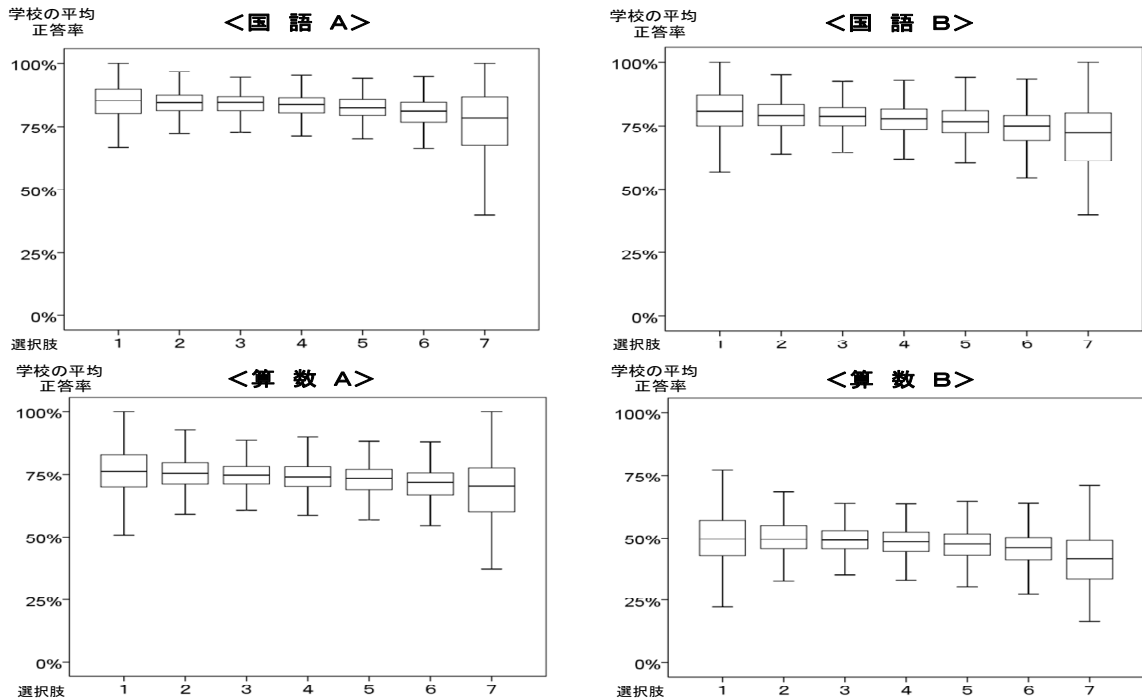 学校の平均
正答率
＜国 語 A＞
100%
75%
50%
25%
0%
選択肢 1 2 3 4 5 6 7
学校の平均
正答率
＜国 語 B＞
100%
75%
50%
25%
0%
選択肢 1 2 3 4 5 6 7
学校の平均
正答率
＜算 数 A＞
100%
75%
50%
25%
0%
選択肢 1 2 3 4 5 6 7
学校の平均
正答率
＜算 数 B＞
100%
75%
50%
25%
0%
選択肢 1 2 3 4 5 6 7